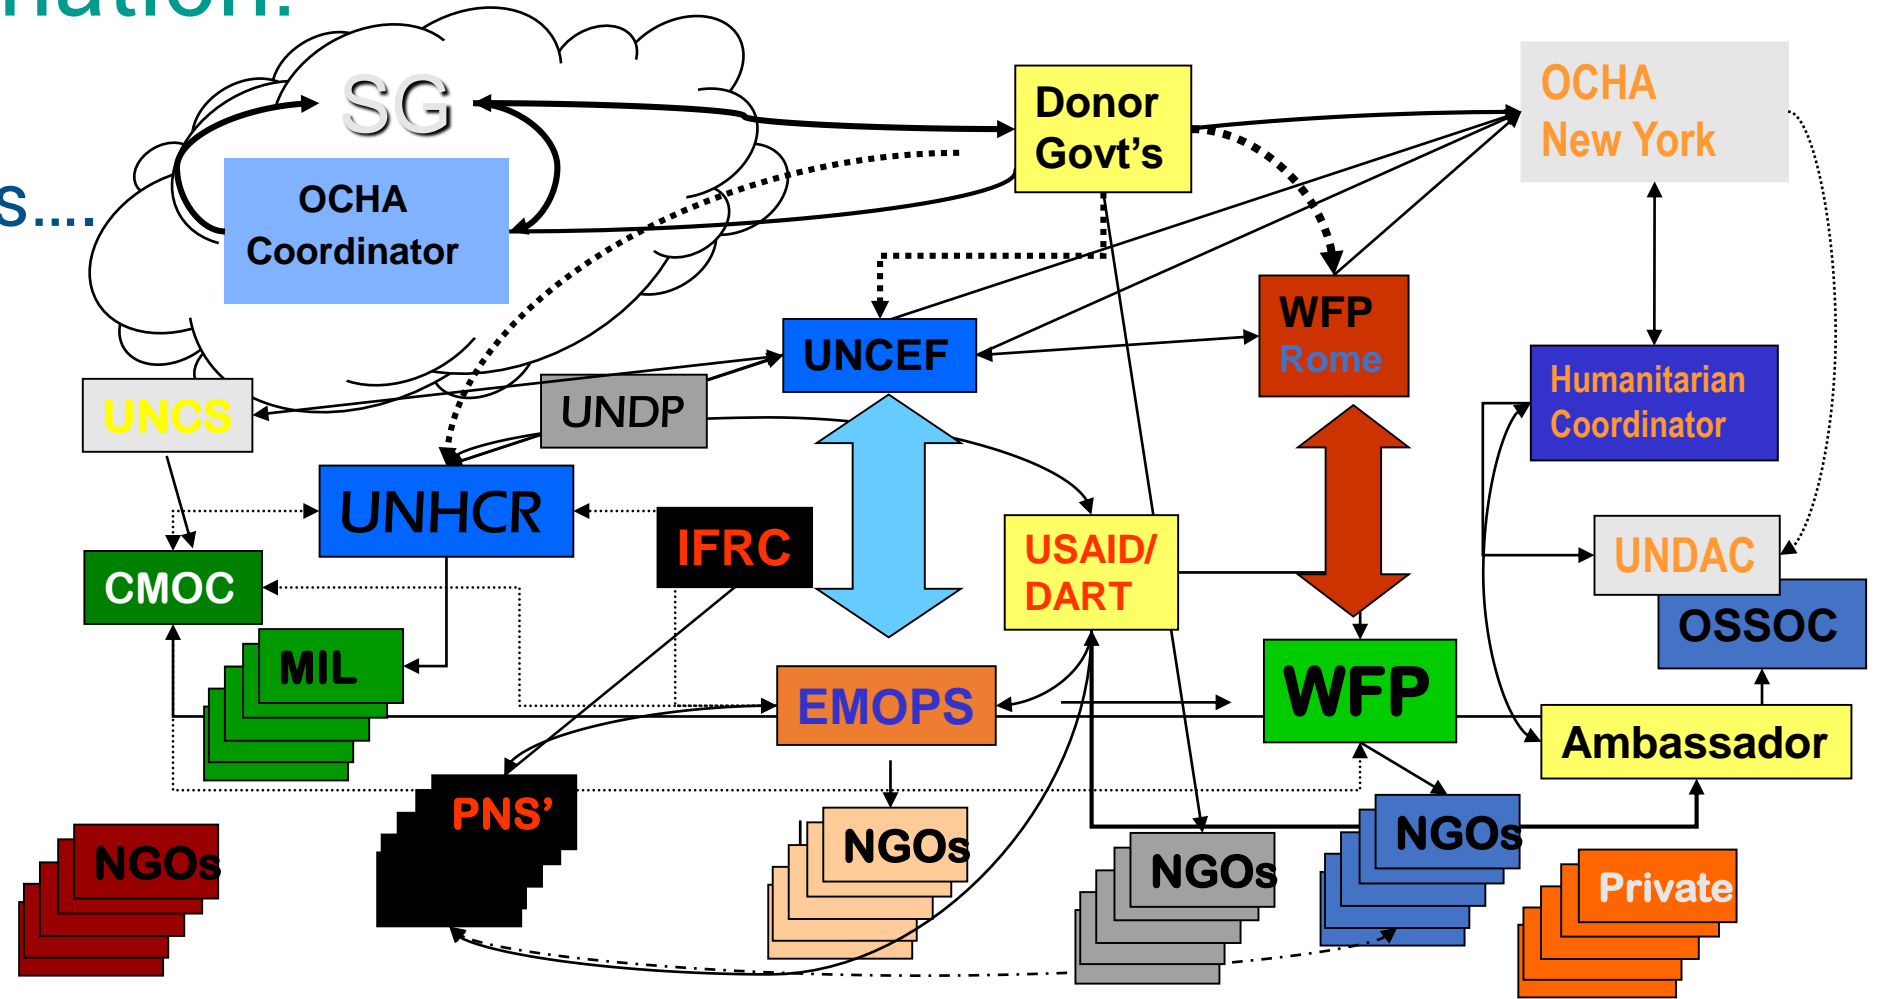 nation.
s....
SG
OCHA
Coordinator
Donor
Govt's
OCHA
New York
UNCEF
WFP
Rome
Humanitarian
Coordinator
UNCS
UNDP
UNHCR
IFRC
USAID/
DART
UNDAC
OSSOC
CMOC
MIL
EMOPS
WFP
Ambassador
PNS’
NGOs
NGOs
NGOs
NGOs
Private